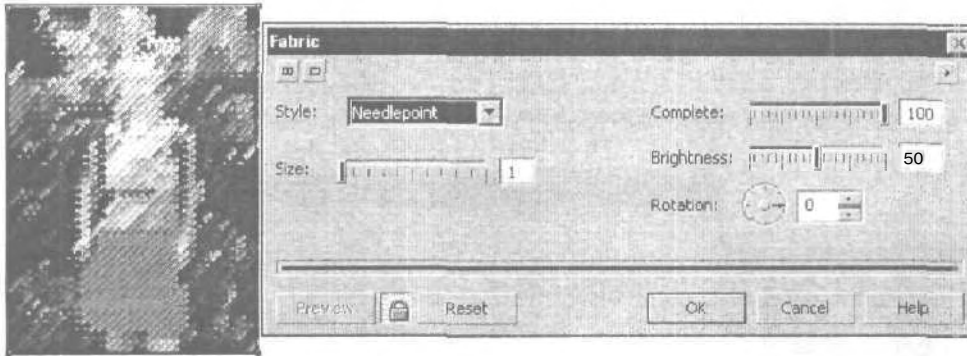 Fabric
Style: Needlepoint
Complete: 100
Size: 1
Brightness: 50
Rotation: 0
Preview Reset OK Cancel Help